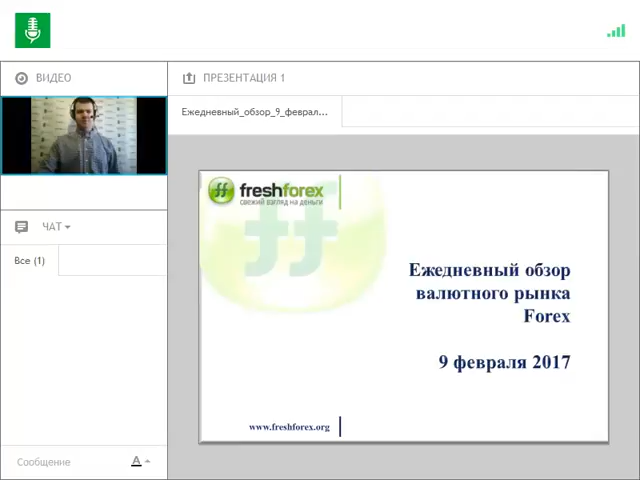 ВИДЕО
ПРЕЗЕНТАЦИЯ 1
Ежедневный_обзор_9_феврал...
freshforex
свежий взгляд на деньги
ЧАТ
Все (1)
Ежедневный обзор
валютного рынка
Forex
9 февраля 2017
www.freshforex.org
Сообщение
A